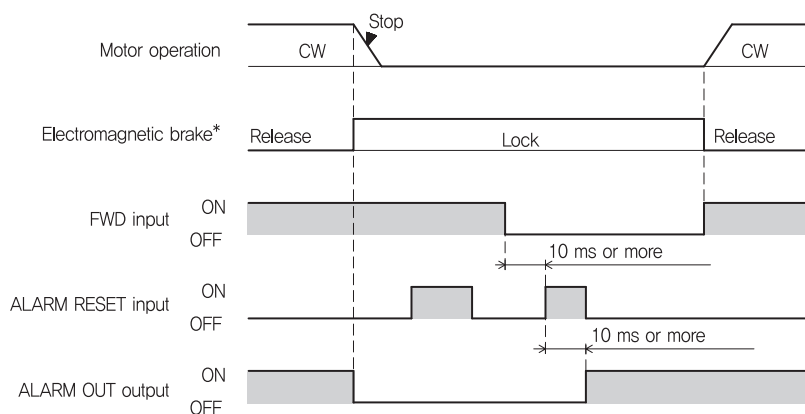 Stop
Motor operation
CW
CW
Electromagnetic brake*
Release
Lock
Release
FWD input
ON
OFF
10 ms or more
ALARM RESET input
ON
OFF
10 ms or more
ALARM OUT output
ON
OFF